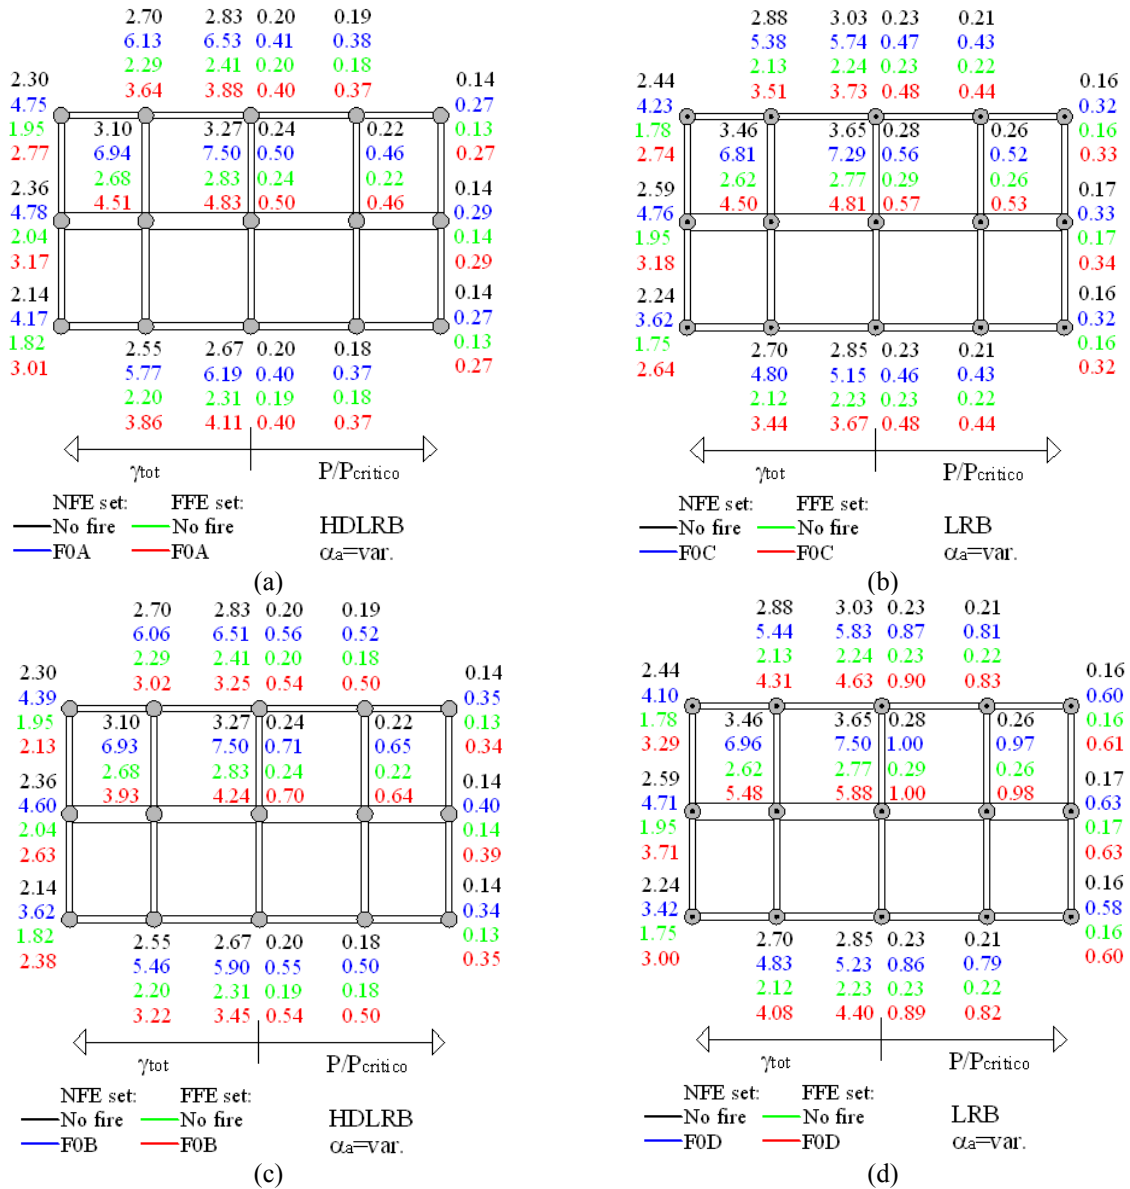 2.70 2.83 0.20 0.19
6.13 6.53 0.41 0.38
2.29 2.41 0.20 0.18
3.64 3.88 0.40 0.37
2.30 0.14
4.75 0.27
1.95 3.10 3.27 0.24 0.22 0.13
2.77 6.94 7.50 0.50 0.46 0.27
2.68 2.83 0.24 0.22
2.36 4.51 4.83 0.50 0.46 0.14
4.78 0.29
2.04 0.14
3.17 0.29
2.14 0.14
4.17 0.27
1.82 0.13
3.01 0.27
2.55 2.67 0.20 0.18
5.77 6.19 0.40 0.37
2.20 2.31 0.19 0.18
3.86 4.11 0.40 0.37
γtot P/Pcritico
NFE set: FFE set:
No fire No fire HDLRB
F0A F0A αa=var.
(a)
2.88 3.03 0.23 0.21
5.38 5.74 0.47 0.43
2.13 2.24 0.23 0.22
3.51 3.73 0.48 0.44
2.44 0.16
4.23 0.32
1.78 3.46 3.65 0.28 0.26 0.16
2.74 6.81 7.29 0.56 0.52 0.33
2.62 2.77 0.29 0.26
2.59 4.50 4.81 0.57 0.53 0.17
4.76 0.33
1.95 0.17
3.18 0.34
2.24 0.16
3.62 0.32
1.75 0.16
2.64 0.32
2.70 2.85 0.23 0.21
4.80 5.15 0.46 0.43
2.12 2.23 0.23 0.22
3.44 3.67 0.48 0.44
γtot P/Pcritico
NFE set: FFE set:
No fire No fire LRB
F0C F0C αa=var.
(b)
2.70 2.83 0.20 0.19
6.06 6.51 0.56 0.52
2.29 2.41 0.20 0.18
3.02 3.25 0.54 0.50
2.30 0.14
4.39 0.35
1.95 3.10 3.27 0.24 0.22 0.13
2.13 6.93 7.50 0.71 0.65 0.34
2.68 2.83 0.24 0.22
2.36 3.93 4.24 0.70 0.64 0.14
4.60 0.40
2.04 0.14
2.63 0.39
2.14 0.14
3.62 0.34
1.82 0.13
2.38 0.35
2.55 2.67 0.20 0.18
5.46 5.90 0.55 0.50
2.20 2.31 0.19 0.18
3.22 3.45 0.54 0.50
γtot P/Pcritico
NFE set: FFE set:
No fire No fire HDLRB
F0B F0B αa=var.
(c)
2.88 3.03 0.23 0.21
5.44 5.83 0.87 0.81
2.13 2.24 0.23 0.22
4.31 4.63 0.90 0.83
2.44 0.16
4.10 0.60
1.78 3.46 3.65 0.28 0.26 0.16
3.29 6.96 7.50 1.00 0.97 0.61
2.62 2.77 0.29 0.26
2.59 5.48 5.88 1.00 0.98 0.17
4.71 0.63
1.95 0.17
3.71 0.63
2.24 0.16
3.42 0.58
1.75 0.16
3.00 0.60
2.70 2.85 0.23 0.21
4.83 5.23 0.86 0.79
2.12 2.23 0.23 0.22
4.08 4.40 0.89 0.82
γtot P/Pcritico
NFE set: FFE set:
No fire No fire LRB
F0D F0D αa=var.
(d)